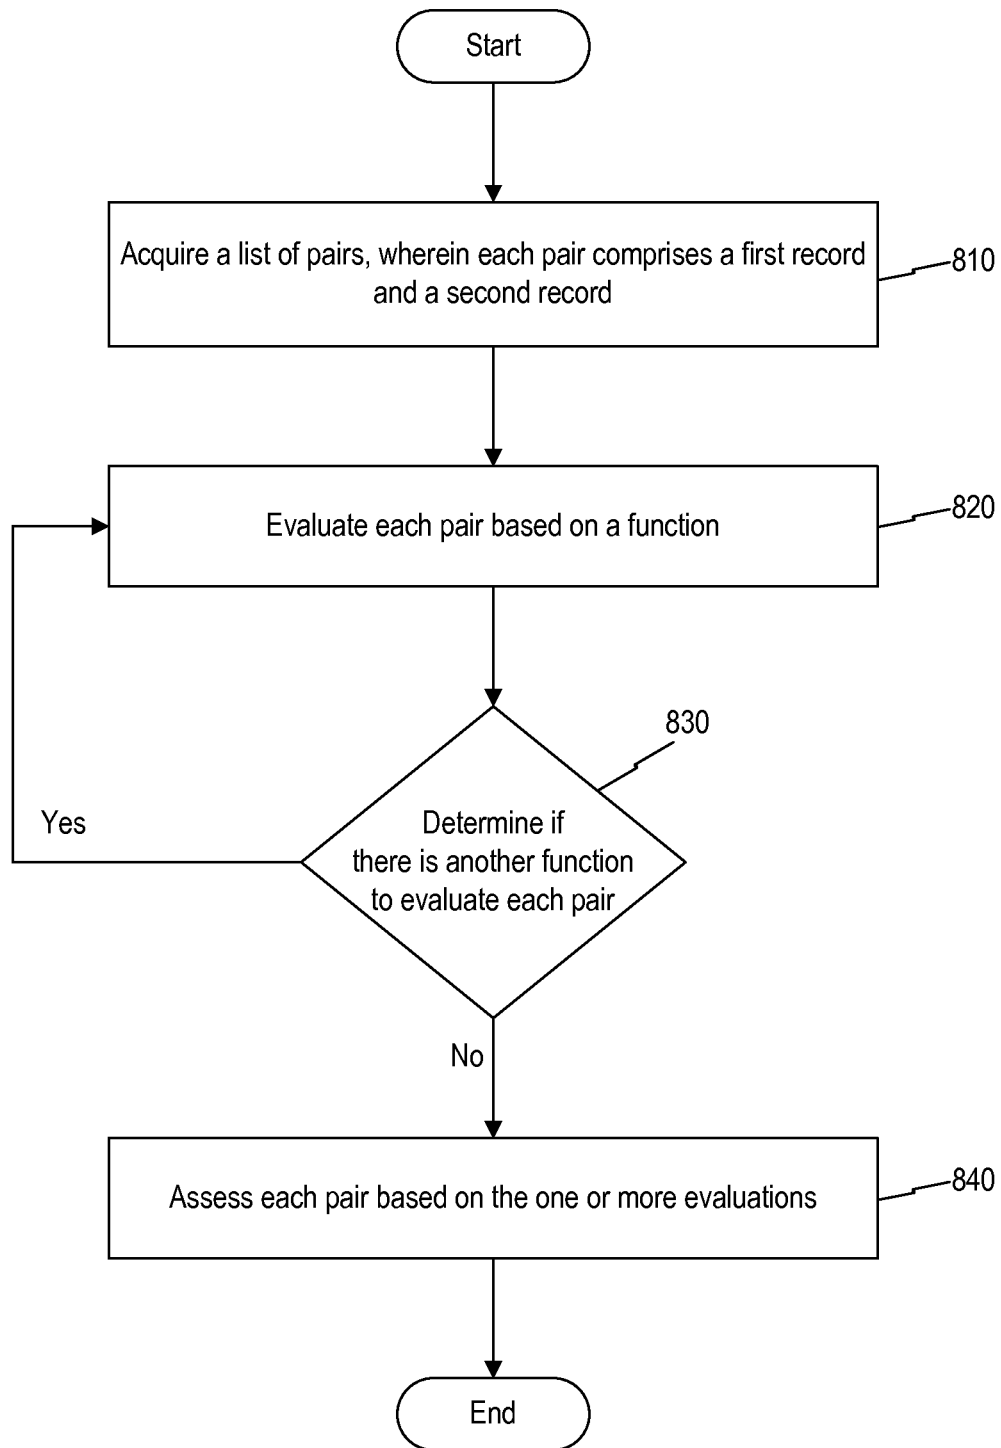 Start
Acquire a list of pairs, wherein each pair comprises a first record
and a second record
810
Evaluate each pair based on a function
820
830
Determine if
there is another function
to evaluate each pair
Yes
No
Assess each pair based on the one or more evaluations
840
End